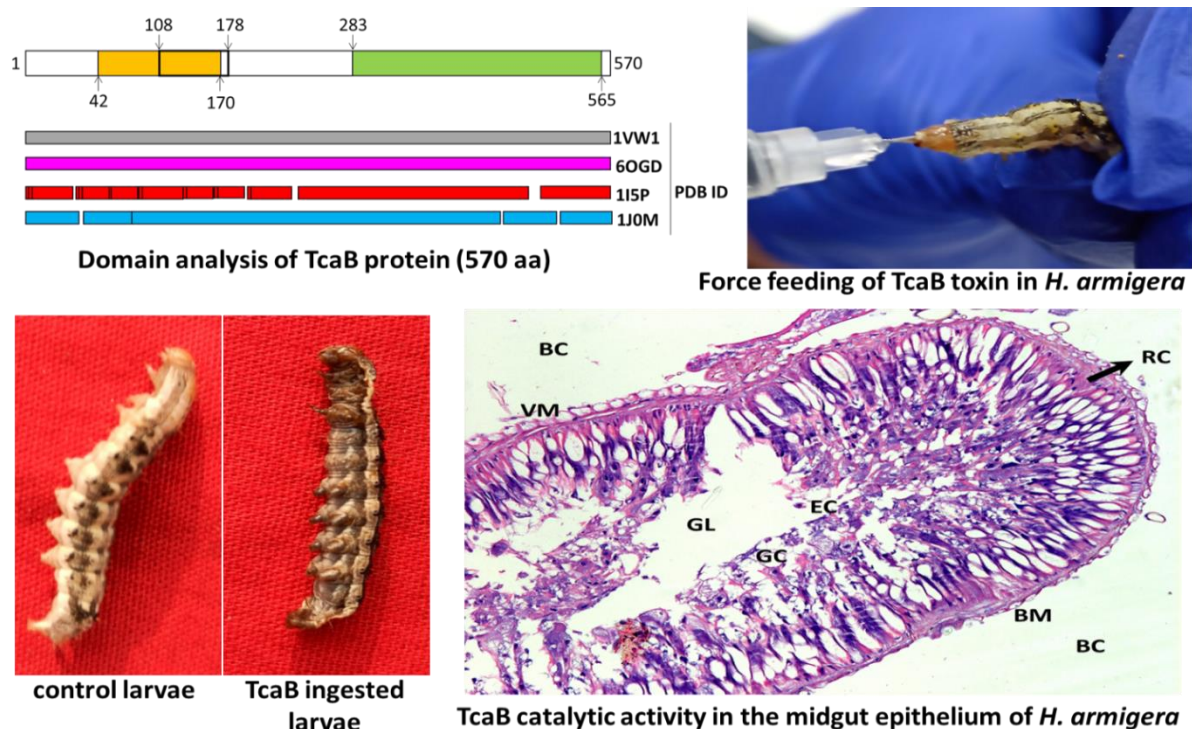 108 178 283
1 570
42 170 565
1VW1
6OGD
1I5P
1J0M
PDB ID
Domain analysis of TcaB protein (570 aa)
Force feeding of TcaB toxin in H. armigera
control larvae
TcaB ingested
larvae
BC
RC
VM
GL
EC
GC
BM
BC
TcaB catalytic activity in the midgut epithelium of H. armigera